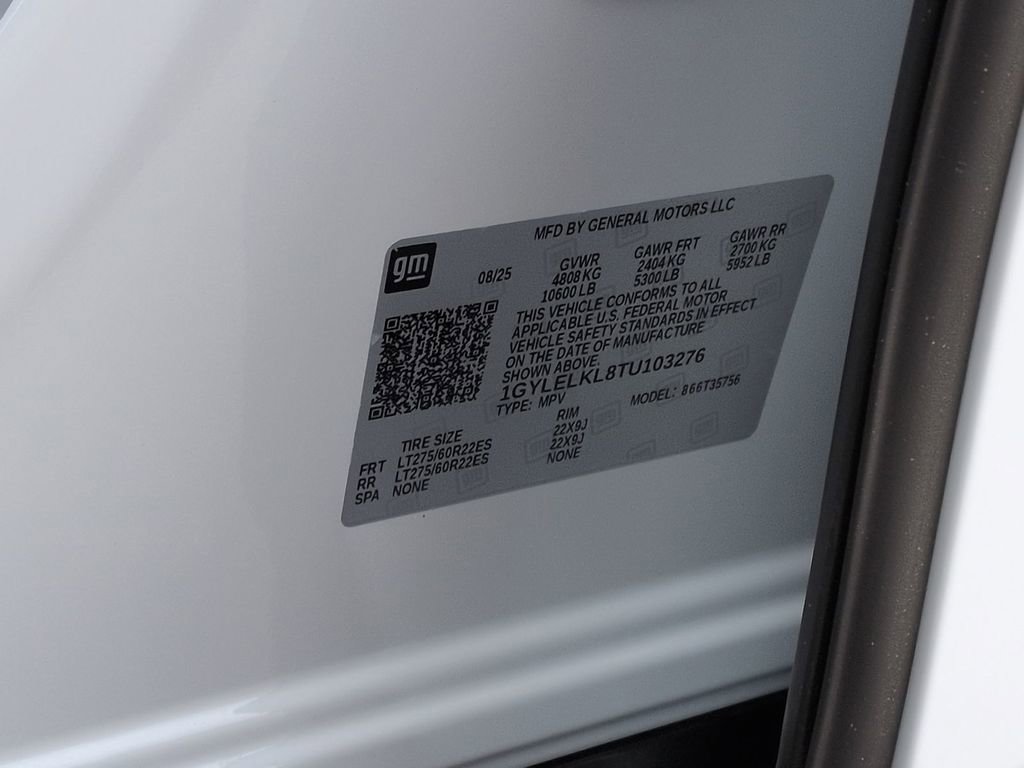 MFD BY GENERAL MOTORS LLC
gm
08/25
GVWR GAWR FRT GAWR RR
4808 KG 2404 KG 2700 KG
10600 LB 5300 LB 5952 LB
THIS VEHICLE CONFORMS TO ALL
APPLICABLE U.S. FEDERAL MOTOR
VEHICLE SAFETY STANDARDS IN EFFECT
ON THE DATE OF MANUFACTURE
SHOWN ABOVE.
1GYLELKL8TU103276
TYPE: MPV MODEL: 866T35756
TIRE SIZE RIM
FRT LT275/60R22ES 22X9J
RR LT275/60R22ES 22X9J
SPA NONE NONE